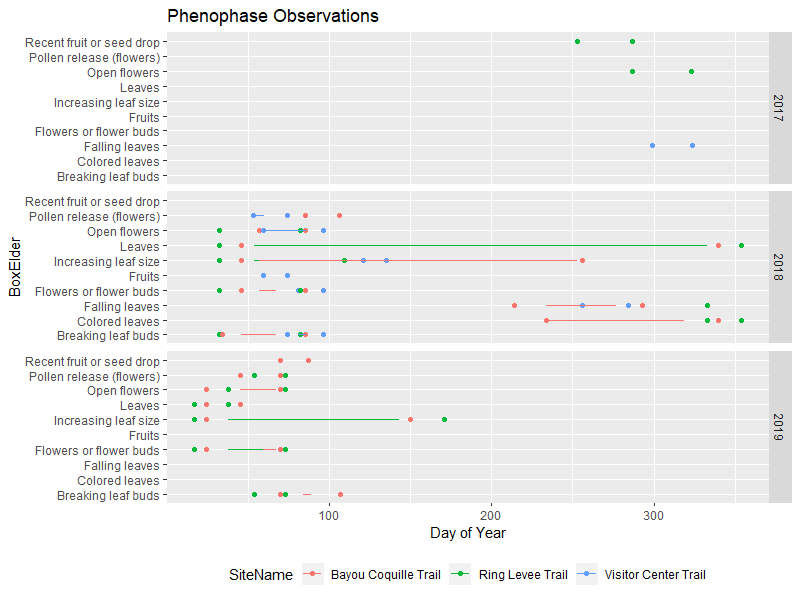 Phenophase Observations
BoxElder
Recent fruit or seed drop
Pollen release (flowers)
Open flowers
Leaves
Increasing leaf size
Fruits
Flowers or flower buds
Falling leaves
Colored leaves
Breaking leaf buds
2017
Recent fruit or seed drop
Pollen release (flowers)
Open flowers
Leaves
Increasing leaf size
Fruits
Flowers or flower buds
Falling leaves
Colored leaves
Breaking leaf buds
2018
Recent fruit or seed drop
Pollen release (flowers)
Open flowers
Leaves
Increasing leaf size
Fruits
Flowers or flower buds
Falling leaves
Colored leaves
Breaking leaf buds
2019
100 200 300
Day of Year
SiteName Bayou Coquille Trail Ring Levee Trail Visitor Center Trail